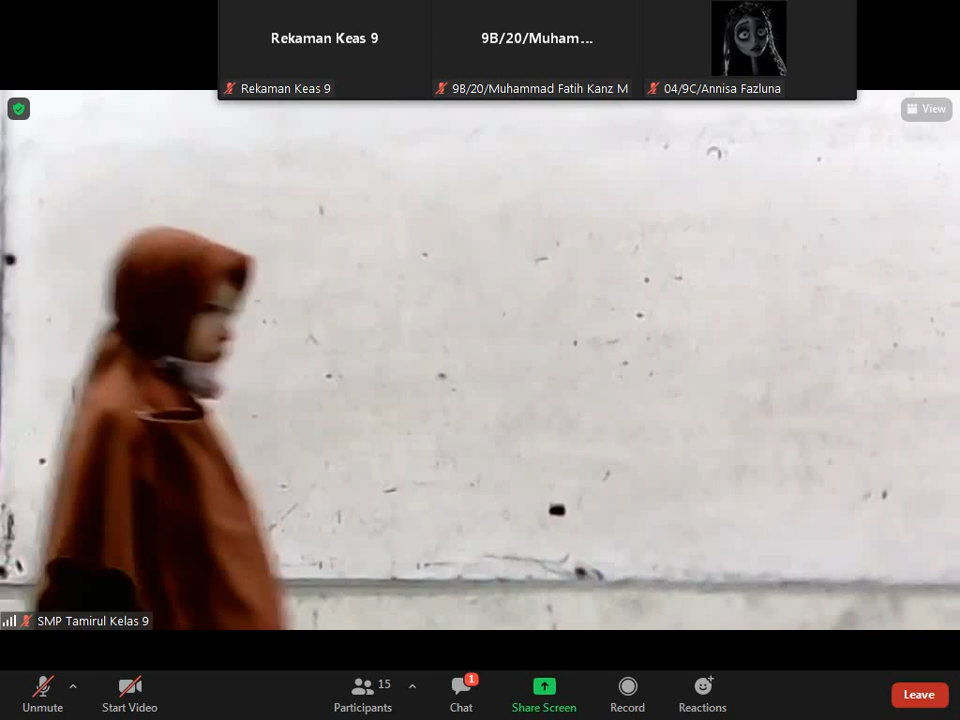 Rekaman Keas 9
9B/20/Muham...
Rekaman Keas 9
9B/20/Muhammad Fatih Kanz M
04/9C/Annisa Fazluna
View
SMP Tamirul Kelas 9
Unmute
Start Video
15
Participants
1
Chat
Share Screen
Record
Reactions
Leave